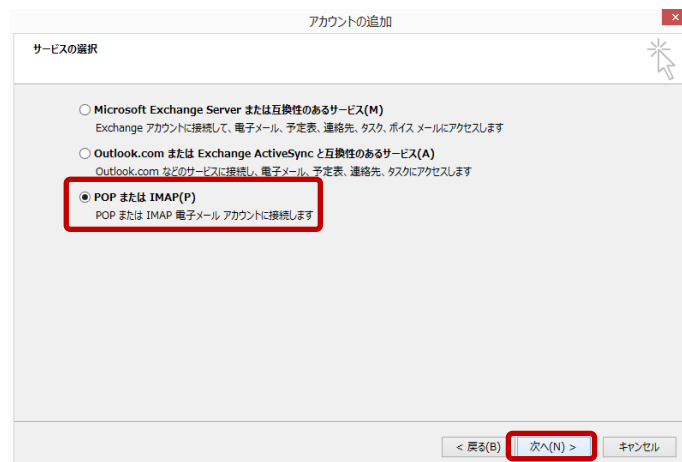 アカウントの追加
サービスの選択
Microsoft Exchange Server または互換性のあるサービス(M)
Exchange アカウントに接続して、電子メール、予定表、連絡先、タスク、ボイス メールにアクセスします
Outlook.com または Exchange ActiveSync と互換性のあるサービス(A)
Outlook.com などのサービスに接続し、電子メール、予定表、連絡先、タスクにアクセスします
POP または IMAP(P)
POP または IMAP 電子メール アカウントに接続します
< 戻る(B) 次へ(N) > キャンセル